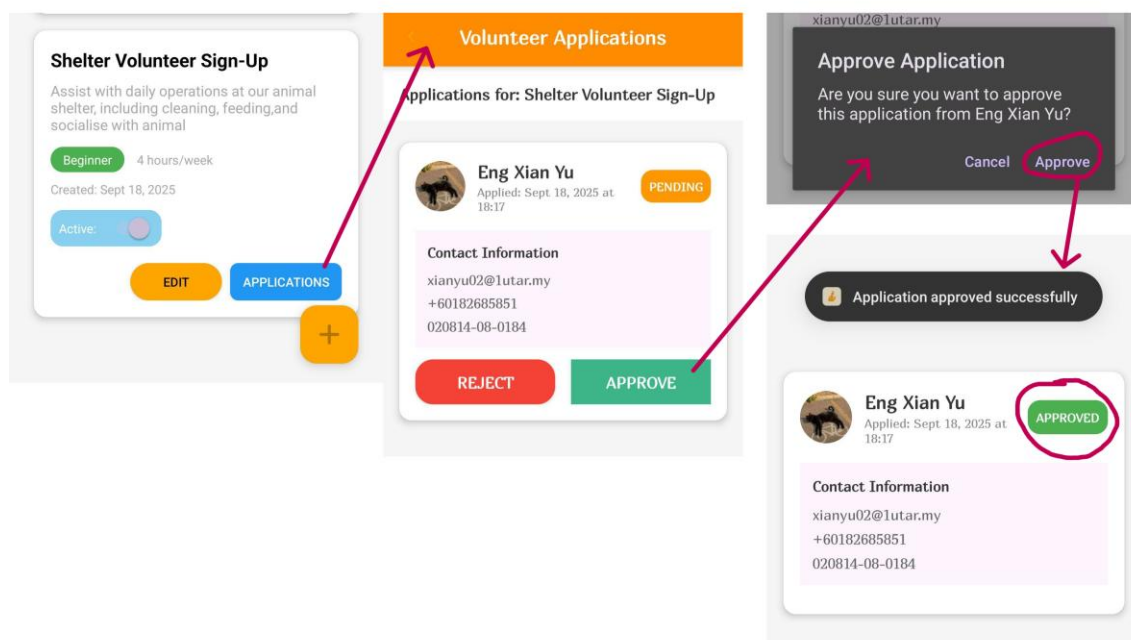 Shelter Volunteer Sign-Up
Assist with daily operations at our animal
shelter, including cleaning, feeding,and
socialise with animal
Beginner
4 hours/week
Created: Sept 18, 2025
Active:
EDIT
APPLICATIONS
+
Volunteer Applications
Applications for: Shelter Volunteer Sign-Up
Eng Xian Yu
Applied: Sept 18, 2025 at
18:17
PENDING
Contact Information
xianyu02@1utar.my
+60182685851
020814-08-0184
REJECT
APPROVE
xianyu02@1utar.my
Approve Application
Are you sure you want to approve
this application from Eng Xian Yu?
Cancel
Approve
Application approved successfully
Eng Xian Yu
Applied: Sept 18, 2025 at
18:17
APPROVED
Contact Information
xianyu02@1utar.my
+60182685851
020814-08-0184